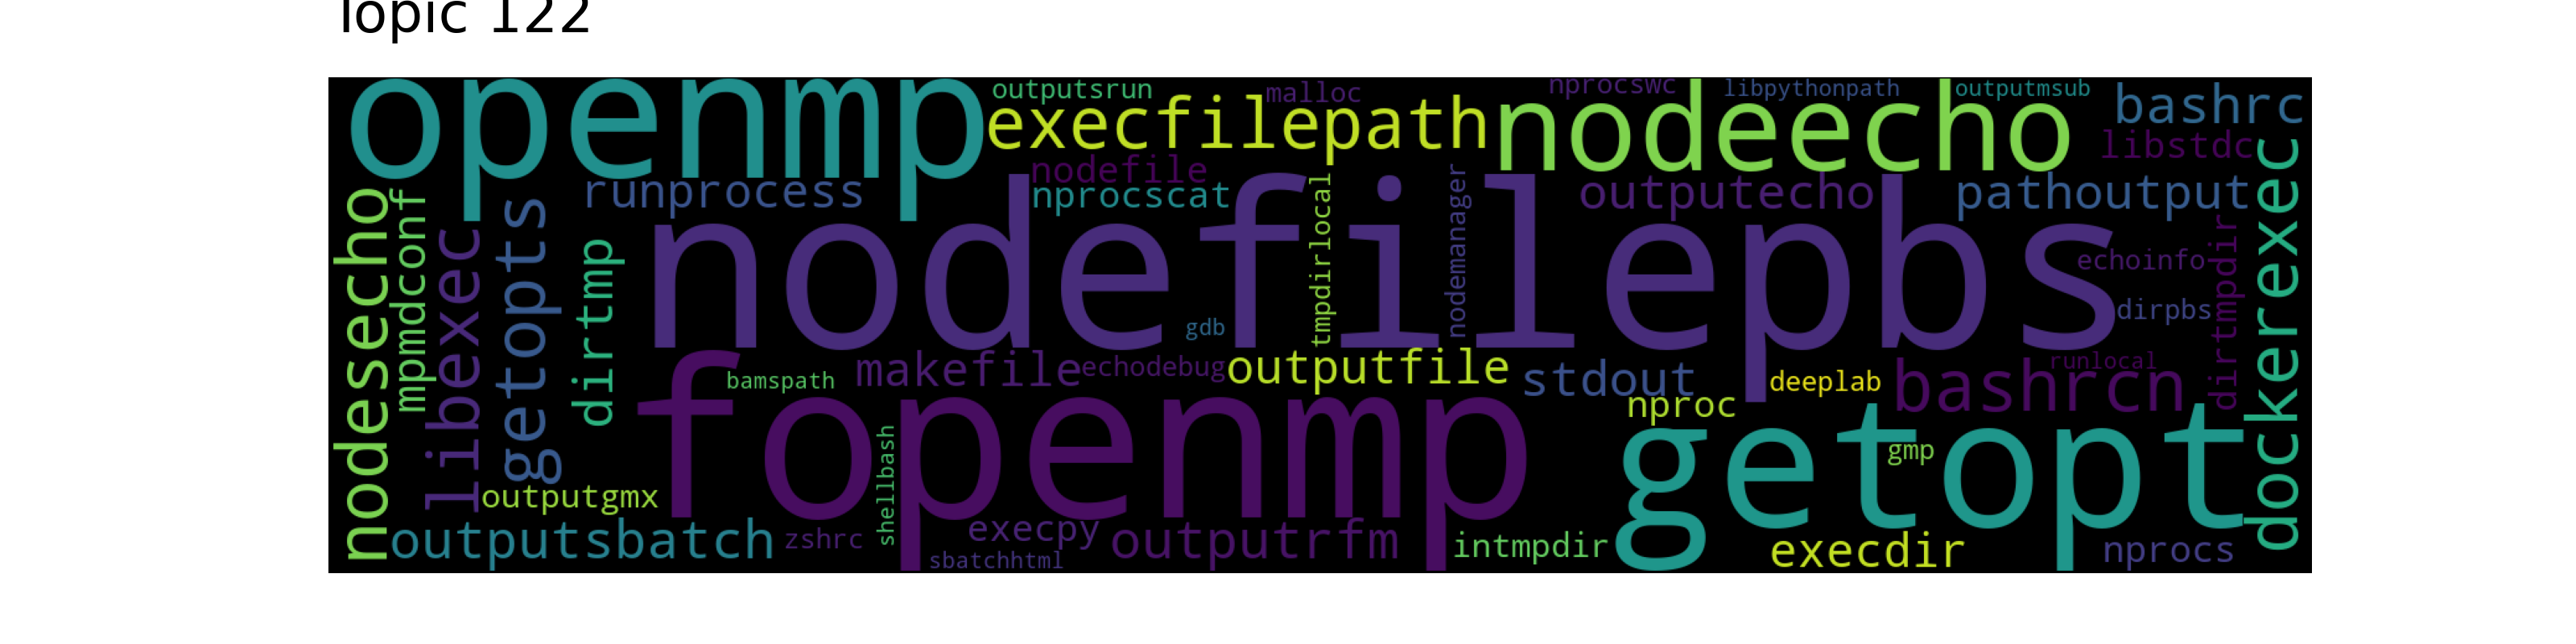 Topic 122
openmp
outputsrun
malloc
nprocswc
libpythonpath
outputmsub
bashrc
execfilepath
nodeecho
libstdc
nodefile
runprocess
nprocscat
outputecho
pathoutput
nodefilepbs
tmpdirlocal
nodemanager
echoinfo
dirpbs
dirtmpdir
dockerexec
nodesecho
mpmdconf
libexec
getopts
dirtmp
gdb
bamspath
makefile
echodebug
outputfile
stdout
deeplab
runlocal
bashrcn
nproc
fopenmp
getopt
gmp
shellbash
outputgmx
outputsbatch
zshrc
execpy
sbatchhtml
outputrfm
intmpdir
execdir
nprocs